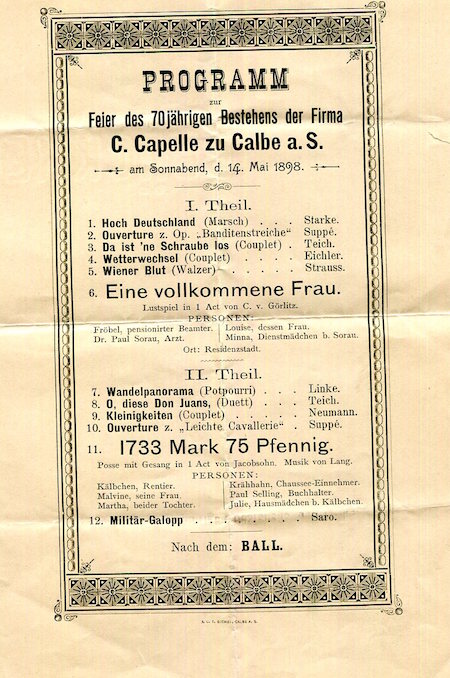 PROGRAMM
zur
Feier des 70jährigen Bestehens der Firma
C. Capelle zu Calbe a. S.
am Sonnabend, d. 14. Mai 1898.
I. Theil.
1. Hoch Deutschland (Marsch) . . . Starke.
2. Ouverture z. Op. „Banditenstreiche“ Suppé.
3. Da ist 'ne Schraube los (Couplet) . Teich.
4. Wetterwechsel (Couplet) . . . . Eichler.
5. Wiener Blut (Walzer) . . . . . Strauss.
6. Eine vollkommene Frau.
Lustspiel in 1 Act von C. v. Görlitz.
PERSONEN:
Fröbel, pensionirter Beamter. Louise, dessen Frau.
Dr. Paul Sorau, Arzt. Minna, Dienstmädchen b. Sorau.
Ort: Residenzstadt.
II. Theil.
7. Wandelpanorama (Potpourri) . . . Linke.
8. O, diese Don Juans, (Duett) . . . Teich.
9. Kleinigkeiten (Couplet) . . . . Neumann.
10. Ouverture z. „Leichte Cavallerie“ . Suppé.
11. 1733 Mark 75 Pfennig.
Posse mit Gesang in 1 Act von Jacobsohn. Musik von Lang.
PERSONEN:
Kälbchen, Rentier. Krähhahn, Chaussee-Einnehmer.
Malvine, seine Frau. Paul Selling, Buchhalter.
Martha, beider Tochter. Julie, Hausmädchen b. Kälbchen.
12. Militär-Galopp . . . . . . . Saro.
Nach dem: BALL.